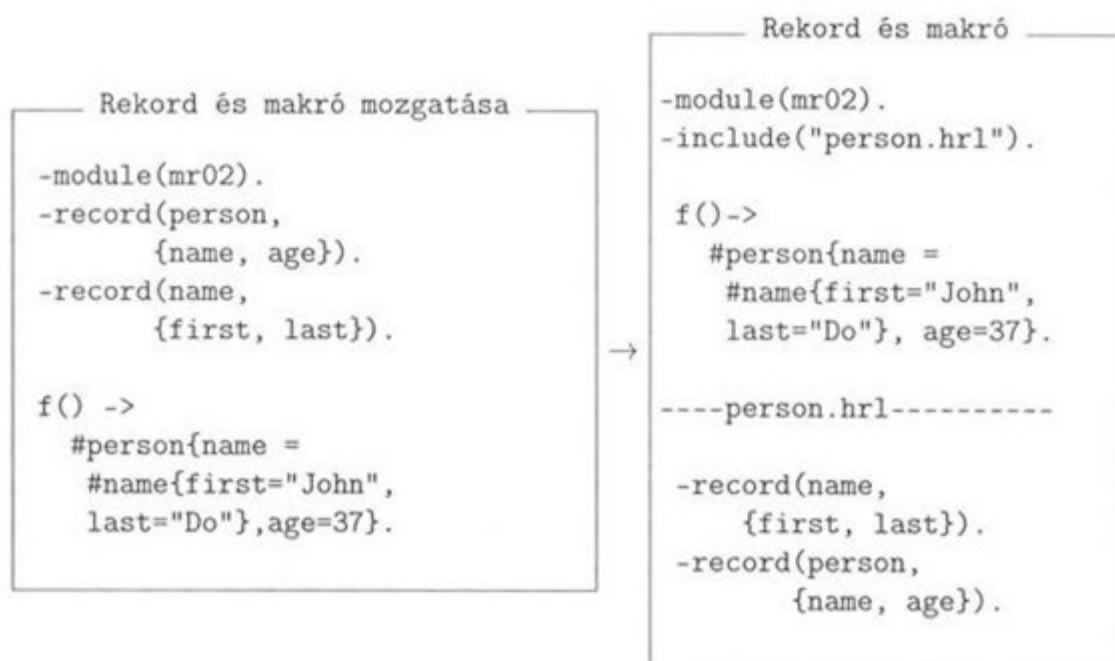 Rekord és makró mozgatása
-module(mr02).
-record(person,
{name, age}).
-record(name,
{first, last}).
f() ->
#person{name =
#name{first="John",
last="Do"},age=37}.
→
Rekord és makró
-module(mr02).
-include("person.hrl").
f()->
#person{name =
#name{first="John",
last="Do"}, age=37}.
----person.hrl----------
-record(name,
{first, last}).
-record(person,
{name, age}).